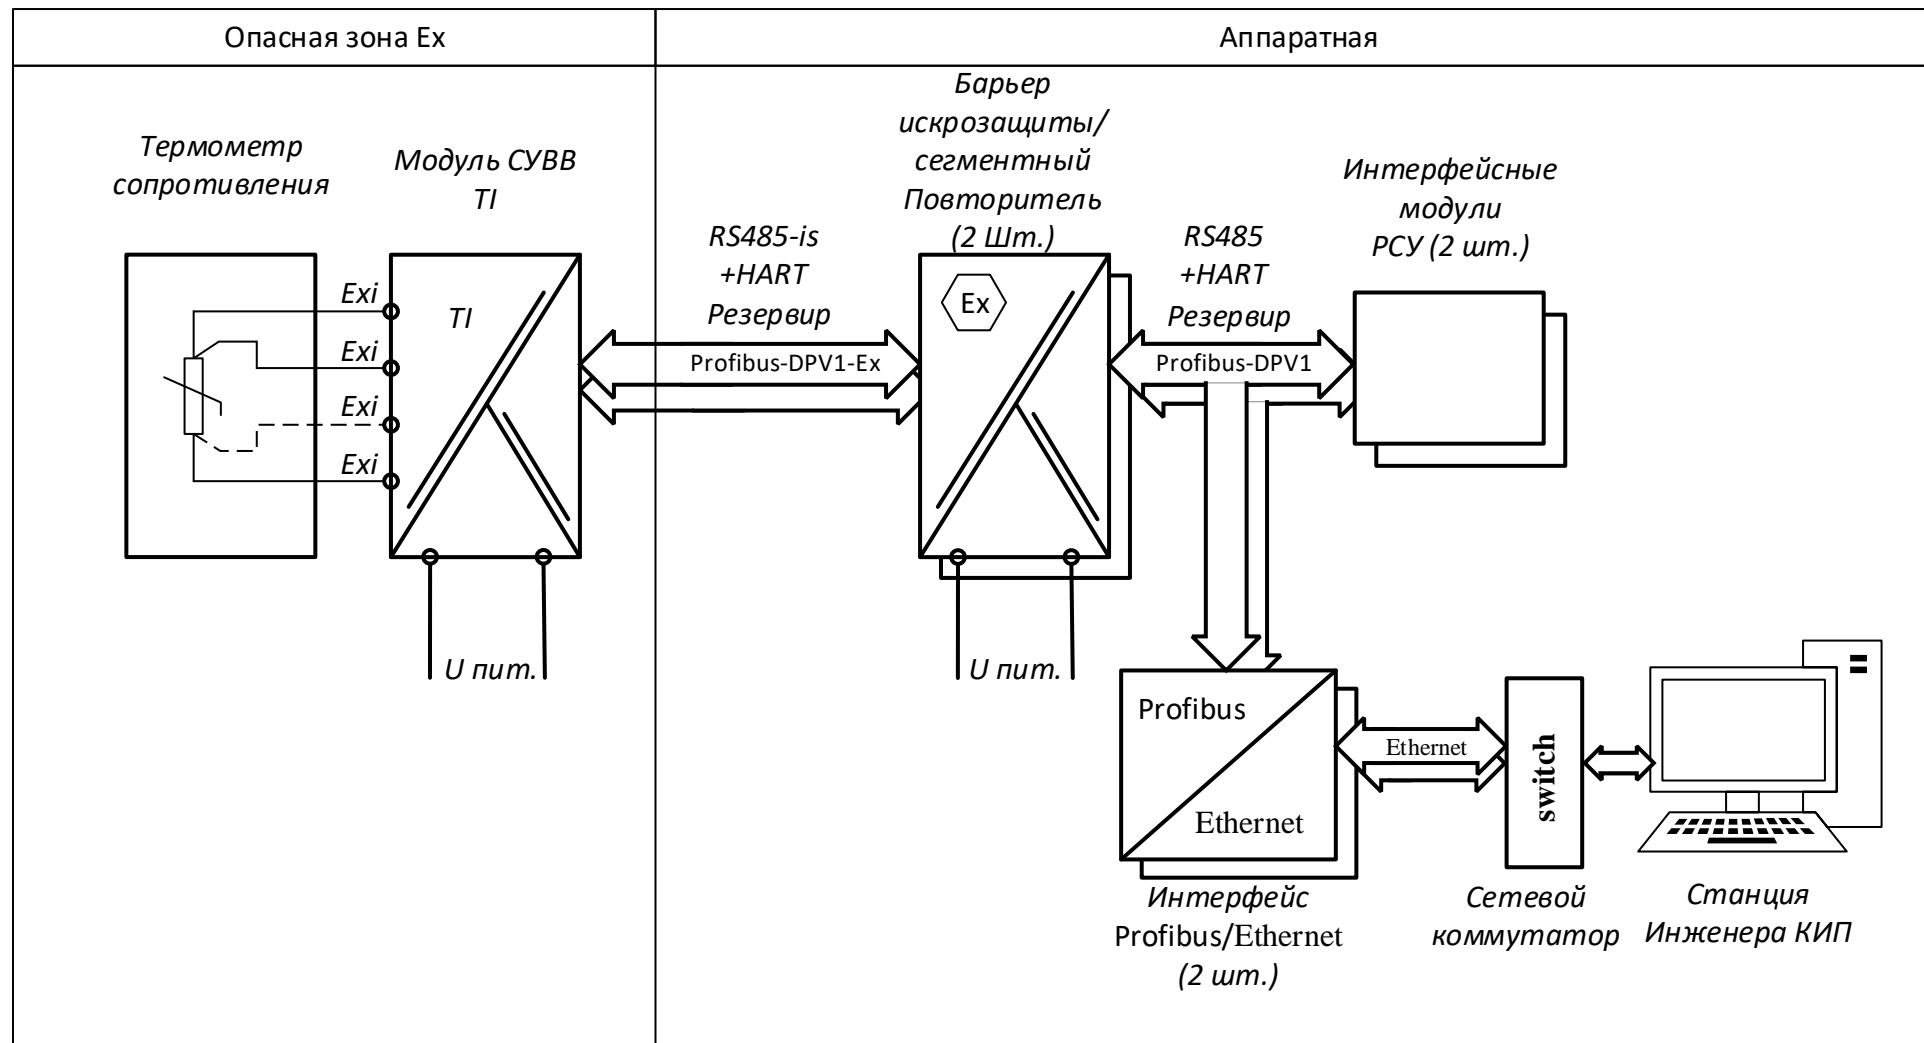 Опасная зона Ex
Аппаратная
Термометр
сопротивления
Модуль СУВВ
TI
RS485-is
+HART
Резервир
Барьер
искрозащиты/
сегментный
Повторитель
(2 Шт.)
RS485
+HART
Резервир
Интерфейсные
модули
РСУ (2 шт.)
Exi
Exi
Exi
Exi
TI
Profibus-DPV1-Ex
Ex
Profibus-DPV1
U пит.
U пит.
Profibus
Ethernet
Ethernet
switch
Интерфейс
Profibus/Ethernet
(2 шт.)
Сетевой
коммутатор
Станция
Инженера КИП